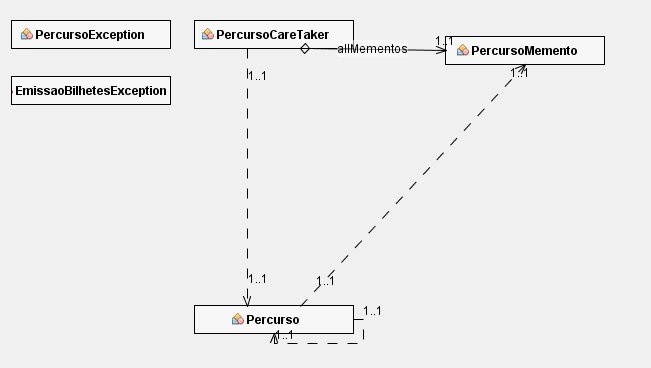 PercursoException
PercursoCareTaker
allMementos
1..1
PercursoMemento
1..1
1..1
EmissaoBilhetesException
1..1
1..1
Percurso
1..1
1..1